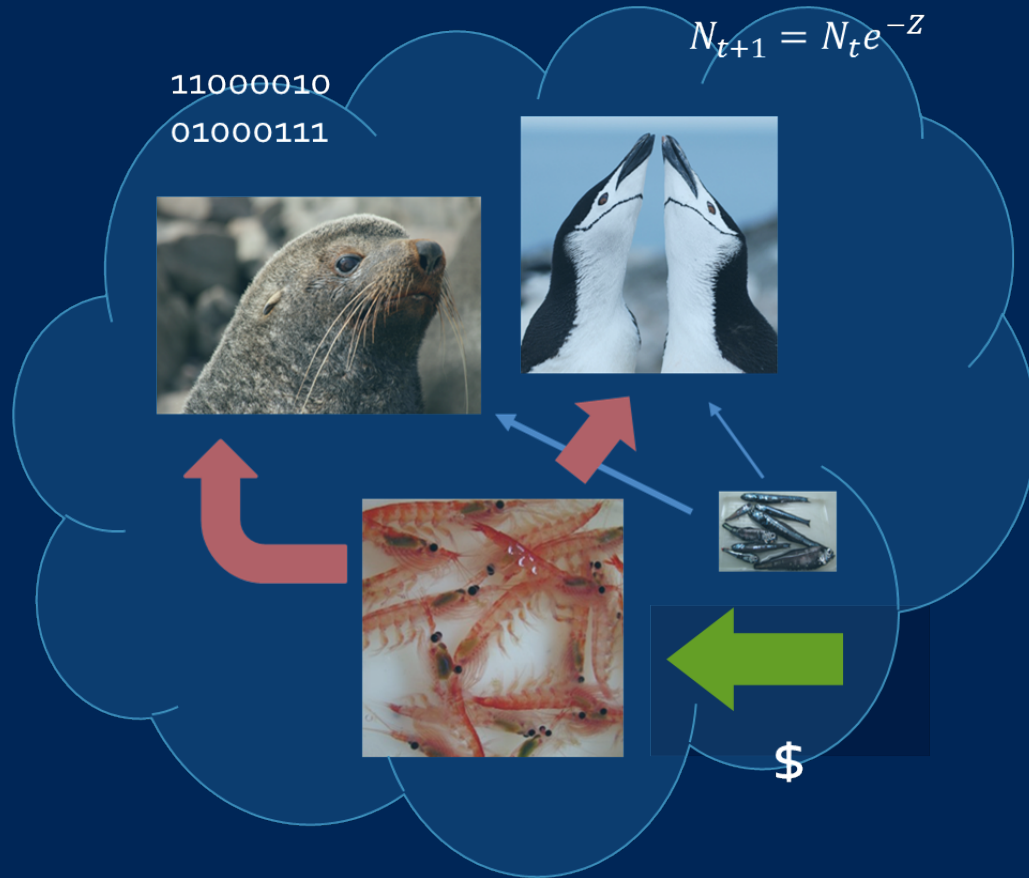 N_{t+1} = N_t e^{-Z}
11000010
01000111
$